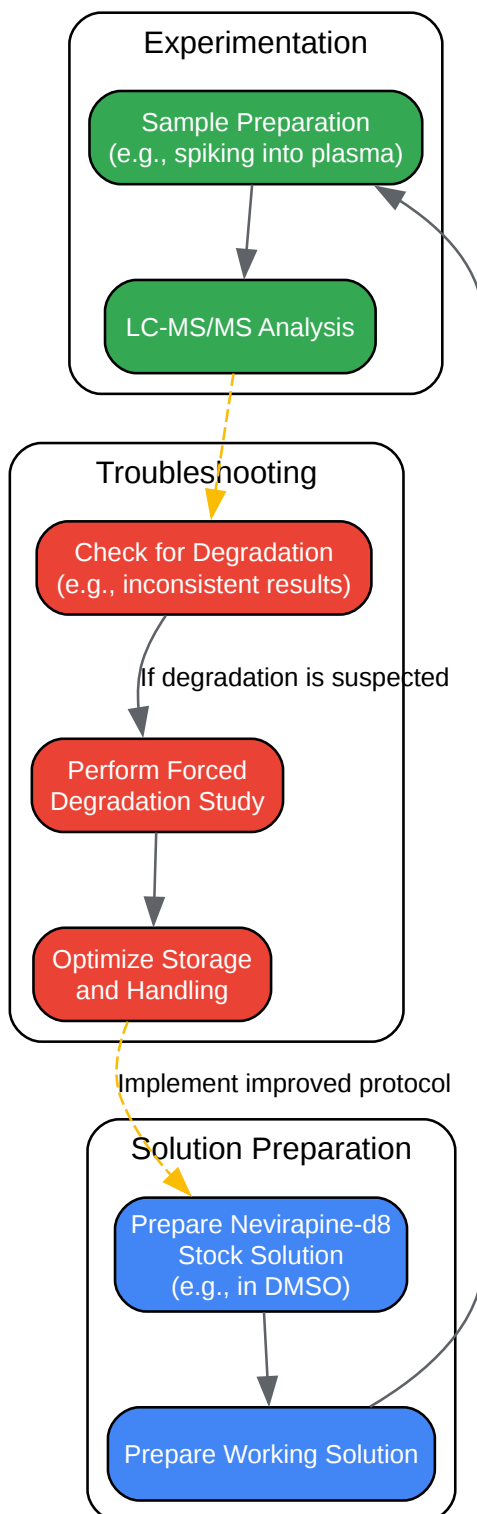 Experimentation
Sample Preparation
(e.g., spiking into plasma)
LC-MS/MS Analysis
Troubleshooting
Check for Degradation
(e.g., inconsistent results)
If degradation is suspected
Perform Forced
Degradation Study
Optimize Storage
and Handling
Implement improved protocol
Solution Preparation
Prepare Nevirapine-d8
Stock Solution
(e.g., in DMSO)
Prepare Working Solution